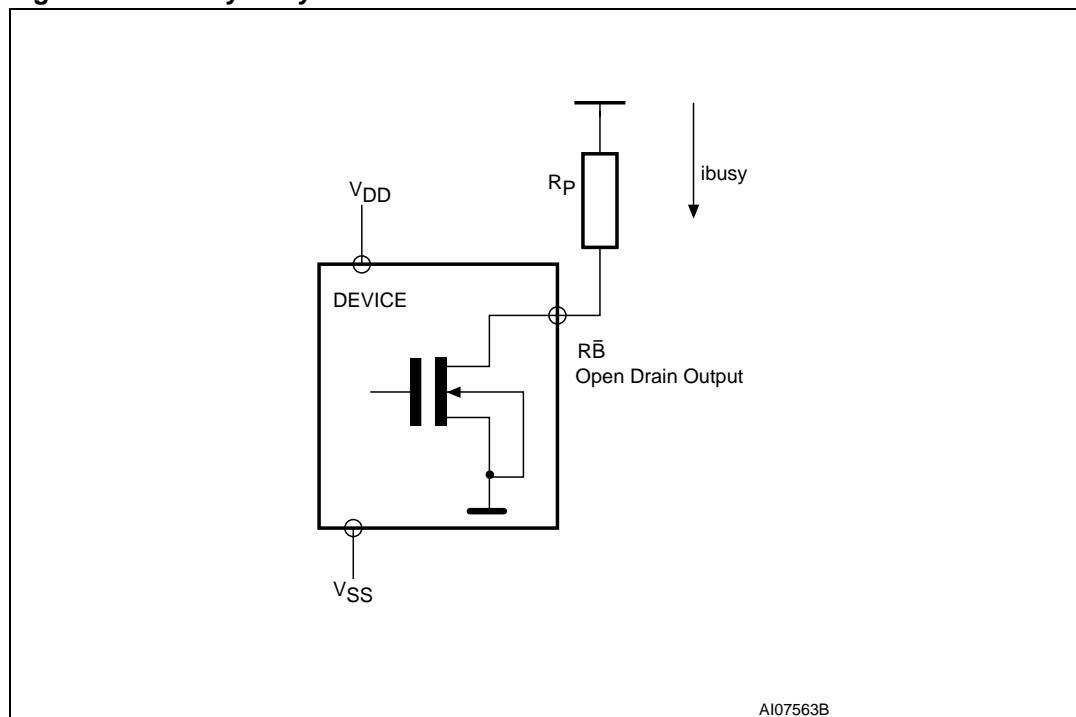 ibusy
RP
VDD
DEVICE
RB̄
Open Drain Output
VSS
AI07563B